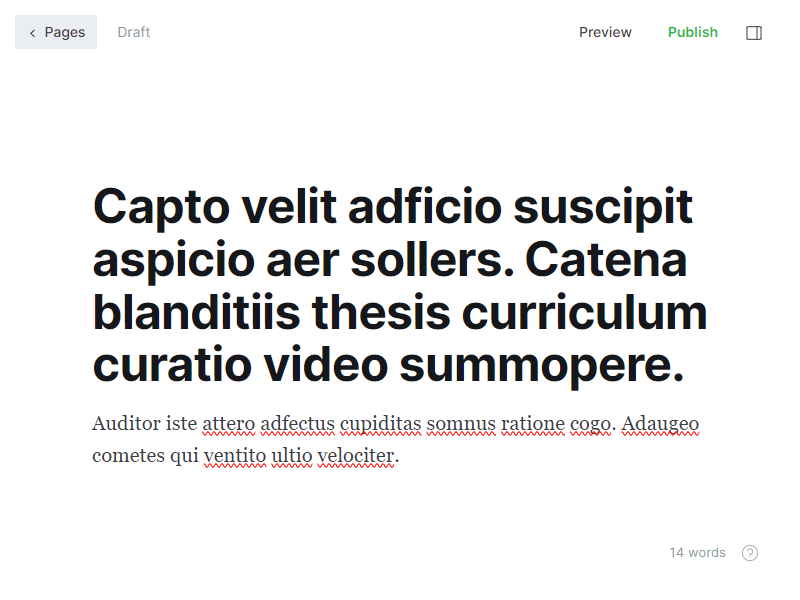 Pages
Draft
Preview
Publish
Capto velit adficio suscipit
aspicio aer sollers. Catena
blanditiis thesis curriculum
curatio video summopere.
Auditor iste attero adfectus cupiditas somnus ratione cogo. Adaugeo
cometes qui ventito ultio velociter.
14 words
?